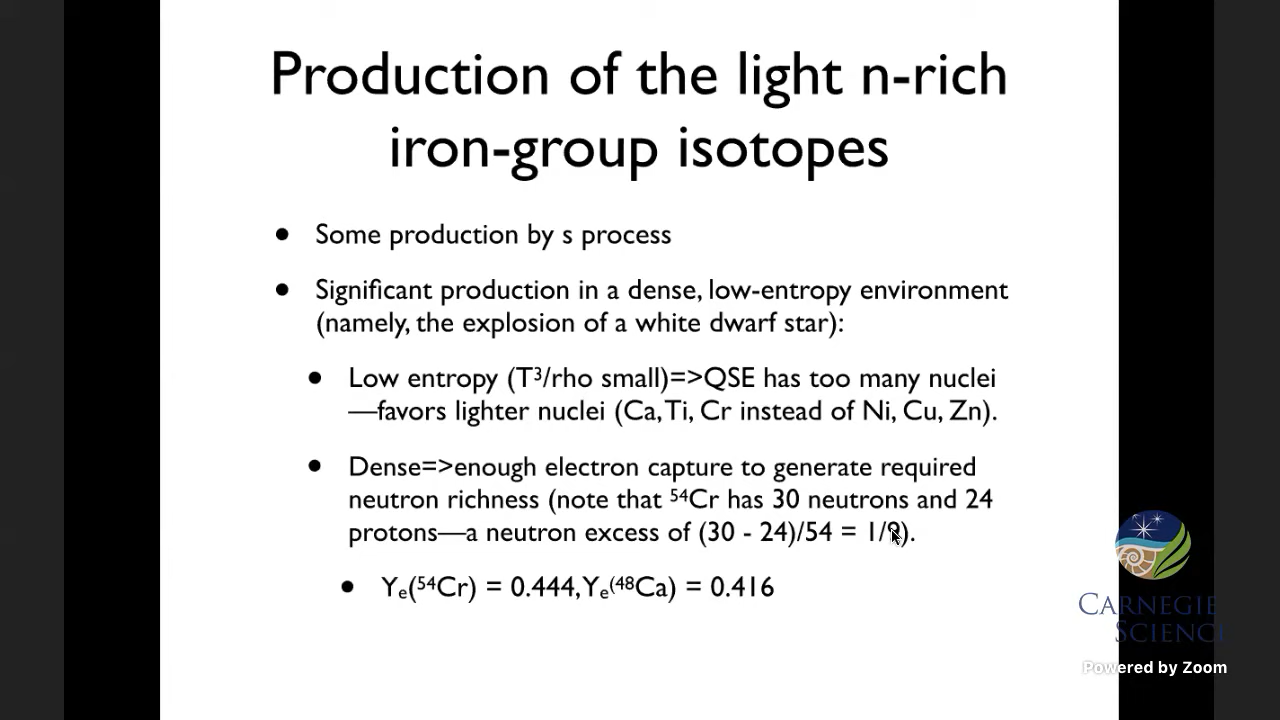 Production of the light n-rich
iron-group isotopes
• Some production by s process
• Significant production in a dense, low-entropy environment
(namely, the explosion of a white dwarf star):
• Low entropy (T³/rho small)=>QSE has too many nuclei
—favors lighter nuclei (Ca, Ti, Cr instead of Ni, Cu, Zn).
• Dense=>enough electron capture to generate required
neutron richness (note that ⁵⁴Cr has 30 neutrons and 24
protons—a neutron excess of (30 - 24)/54 = 1/9).
• Yₑ(⁵⁴Cr) = 0.444, Yₑ(⁴⁸Ca) = 0.416
CARNEGIE
SCIENCE
Powered by Zoom